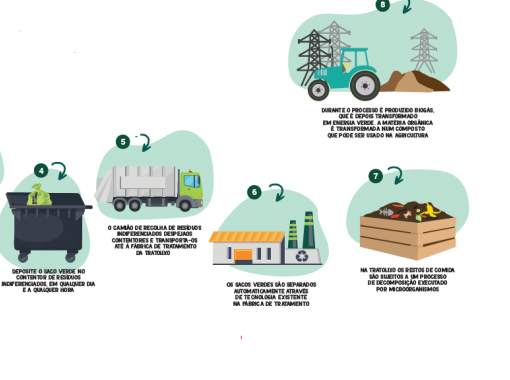 8
DURANTE O PROCESSO É PRODUZIDO BIOGÁS,
QUE É DEPOIS TRANSFORMADO
EM ENERGIA VERDE. A MATÉRIA ORGÂNICA
É TRANSFORMADA NUM COMPOSTO
QUE PODE SER USADO NA AGRICULTURA
4
DEPOSITE O SACO VERDE NO
CONTENTOR DE RESÍDUOS
INDIFERENCIADOS, EM QUALQUER DIA
E A QUALQUER HORA
5
O CAMIÃO DE RECOLHA DE RESÍDUOS
INDIFERENCIADOS DESPEJA OS
CONTENTORES E TRANSPORTA-OS
ATÉ À FÁBRICA DE TRATAMENTO
DA TRATOLIXO
6
OS SACOS VERDES SÃO SEPARADOS
AUTOMATICAMENTE ATRAVÉS
DE TECNOLOGIA EXISTENTE
NA FÁBRICA DE TRATAMENTO
7
NA TRATOLIXO OS RESTOS DE COMIDA
SÃO SUJEITOS A UM PROCESSO
DE DECOMPOSIÇÃO EXECUTADO
POR MICROORGANISMOS